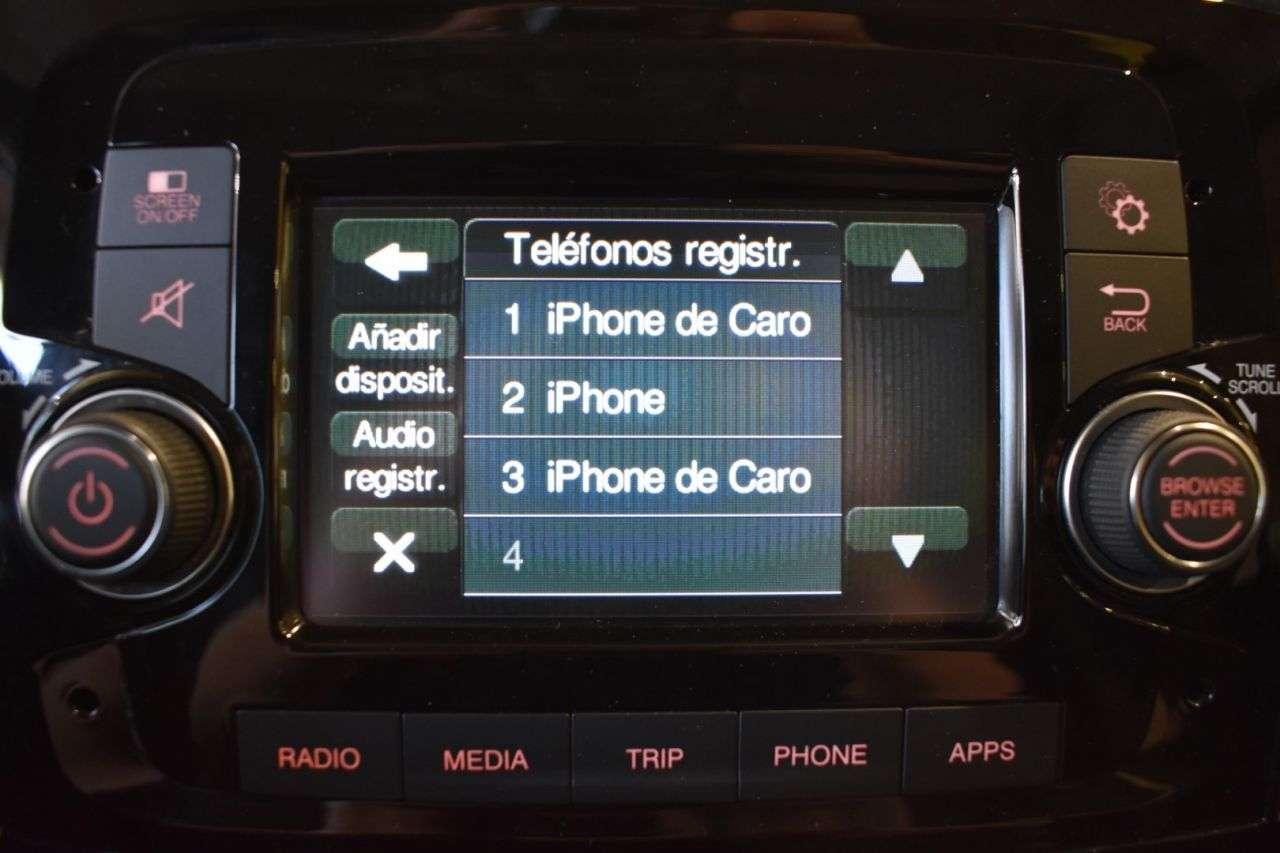 SCREEN
ON/OFF
Teléfonos registr.
1 iPhone de Caro
Añadir
disposit.
BACK
TUNE
SCROLL
2 iPhone
Audio
registr.
3 iPhone de Caro
BROWSE
ENTER
4
RADIO
MEDIA
TRIP
PHONE
APPS